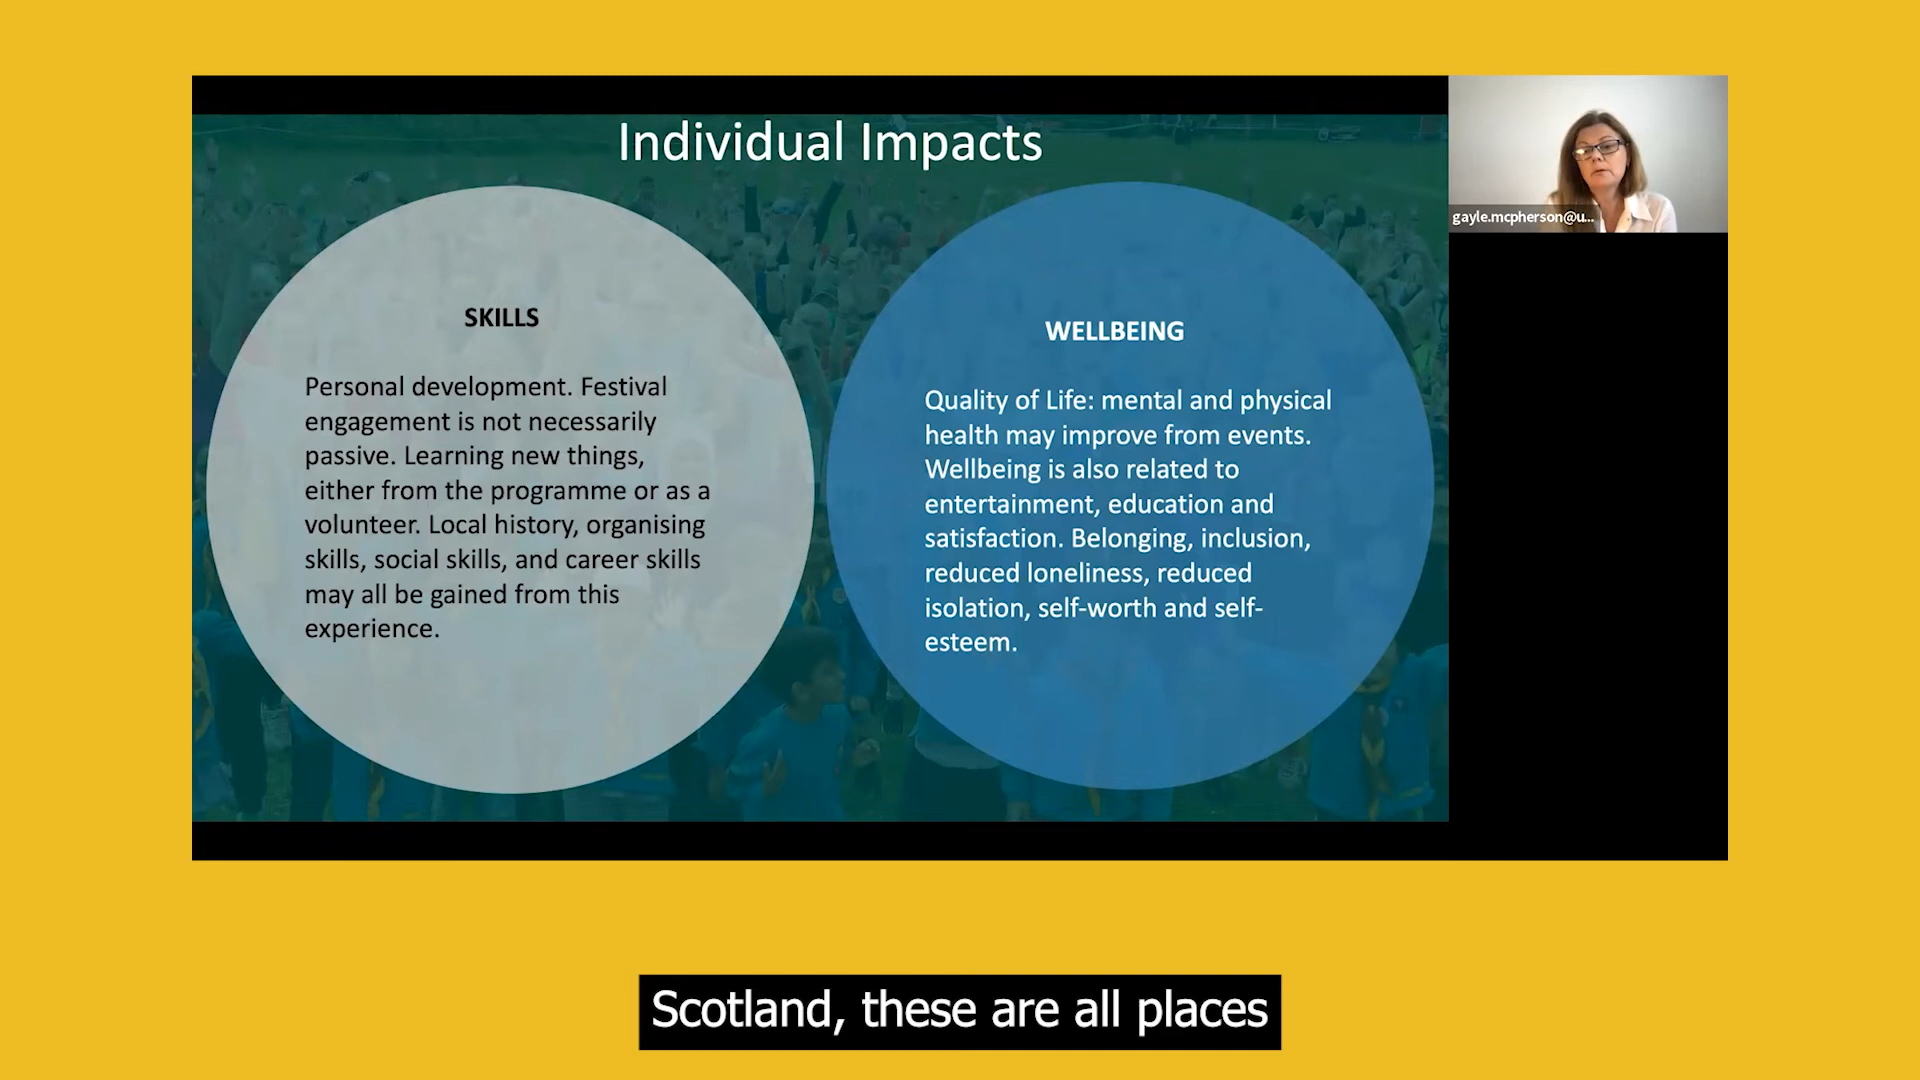 Individual Impacts
gayle.mcpherson@u...
SKILLS
Personal development. Festival
engagement is not necessarily
passive. Learning new things,
either from the programme or as a
volunteer. Local history, organising
skills, social skills, and career skills
may all be gained from this
experience.
WELLBEING
Quality of Life: mental and physical
health may improve from events.
Wellbeing is also related to
entertainment, education and
satisfaction. Belonging, inclusion,
reduced loneliness, reduced
isolation, self-worth and self-
esteem.
Scotland, these are all places